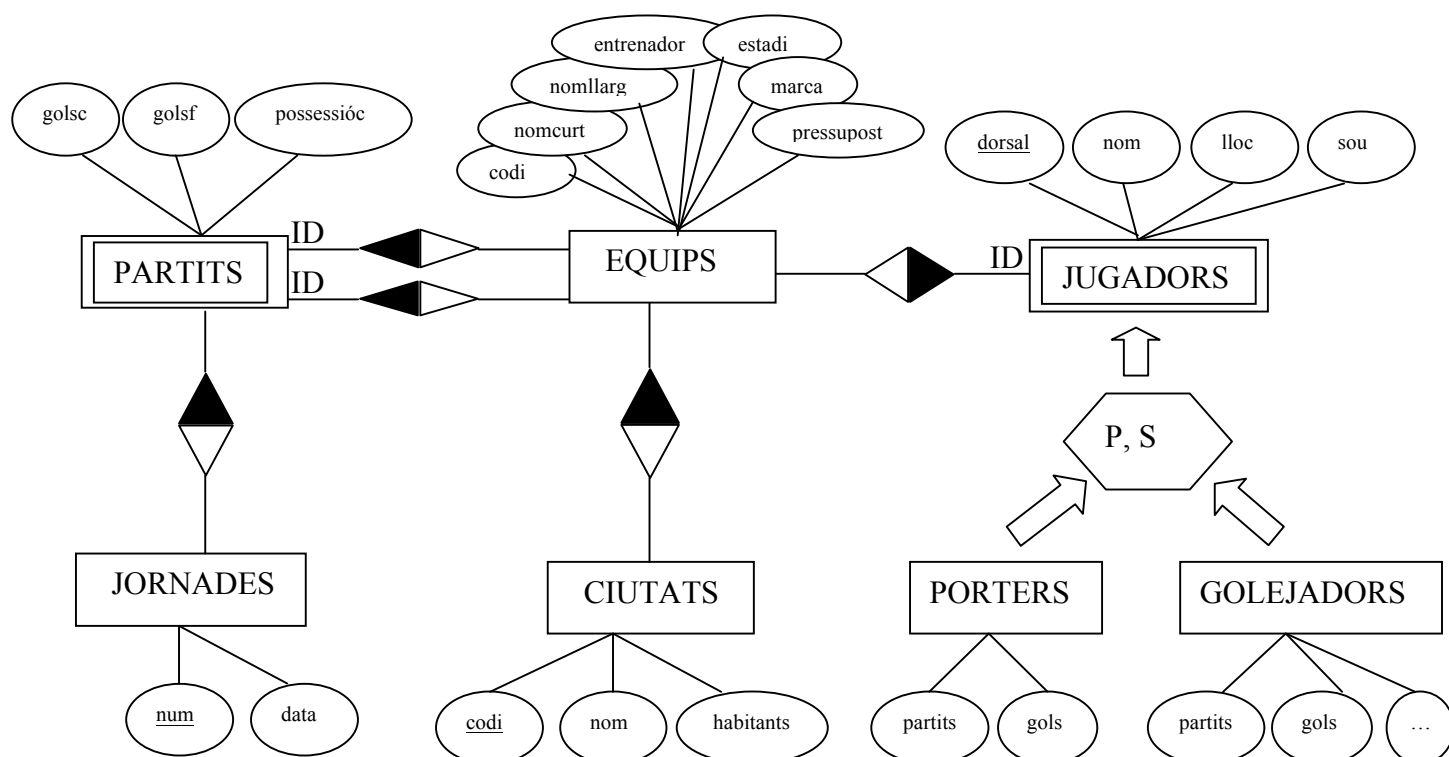 entrenador
estadi
nomllarg
marca
golsc
golsf
possessióc
nomcurt
pressupost
dorsal
nom
lloc
sou
codi
ID
ID
PARTITS
EQUIPS
ID
JUGADORS
P, S
JORNADES
CIUTATS
PORTERS
GOLEJADORS
num
data
codi
nom
habitants
partits
gols
partits
gols
…